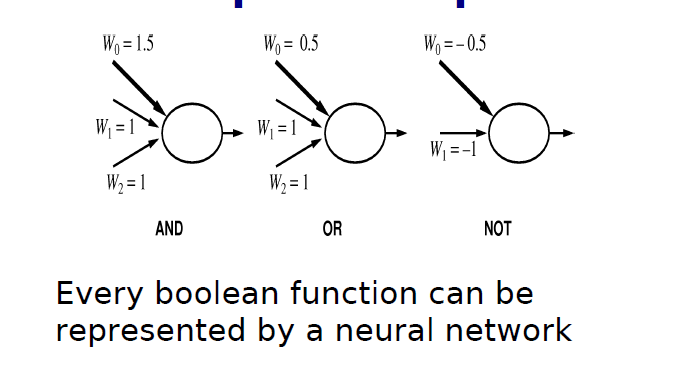 W0 = 1.5 W0 = 0.5 W0 = – 0.5
W1 = 1 W1 = 1 W1 = –1
W2 = 1 W2 = 1
AND OR NOT
Every boolean function can be
represented by a neural network